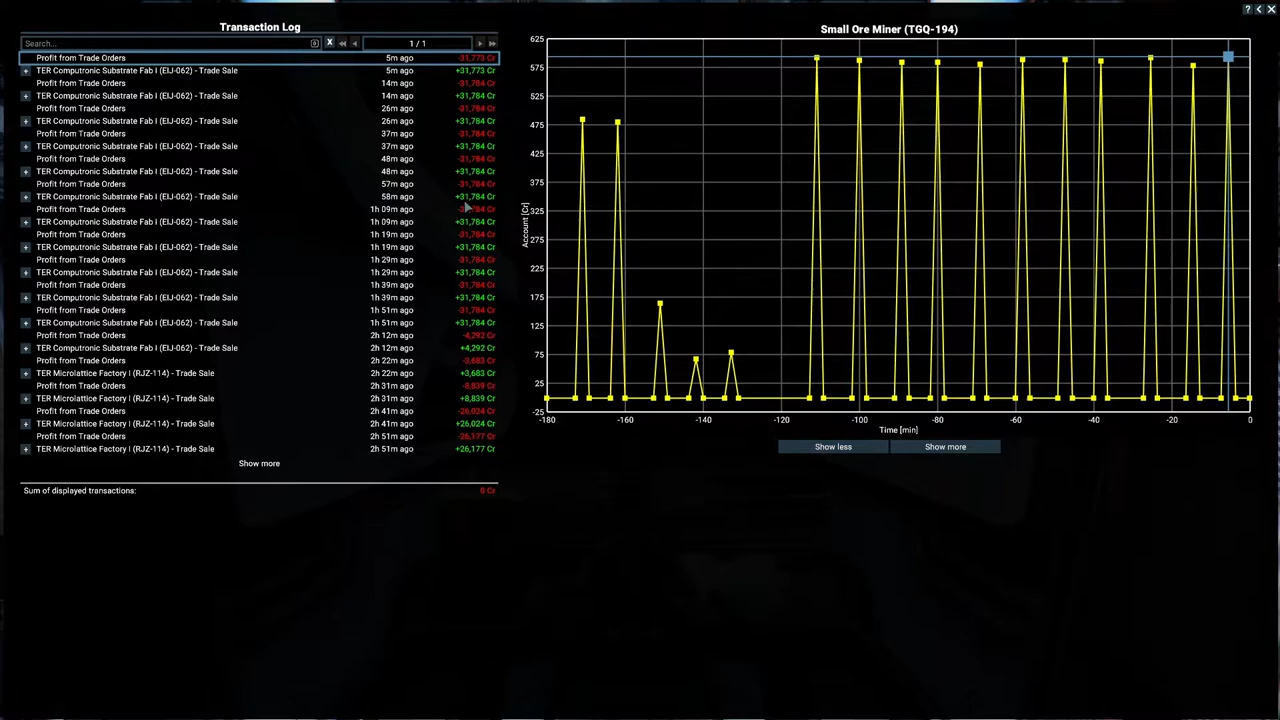 Transaction Log
Search...
X
1 / 1
Profit from Trade Orders 5m ago -31,773 Cr
+ TER Computronic Substrate Fab I (EIJ-062) - Trade Sale 5m ago +31,773 Cr
Profit from Trade Orders 14m ago -31,784 Cr
+ TER Computronic Substrate Fab I (EIJ-062) - Trade Sale 14m ago +31,784 Cr
Profit from Trade Orders 26m ago -31,784 Cr
+ TER Computronic Substrate Fab I (EIJ-062) - Trade Sale 26m ago +31,784 Cr
Profit from Trade Orders 37m ago -31,784 Cr
+ TER Computronic Substrate Fab I (EIJ-062) - Trade Sale 37m ago +31,784 Cr
Profit from Trade Orders 48m ago -31,784 Cr
+ TER Computronic Substrate Fab I (EIJ-062) - Trade Sale 48m ago +31,784 Cr
Profit from Trade Orders 57m ago -31,784 Cr
+ TER Computronic Substrate Fab I (EIJ-062) - Trade Sale 58m ago +31,784 Cr
Profit from Trade Orders 1h 09m ago -31,784 Cr
+ TER Computronic Substrate Fab I (EIJ-062) - Trade Sale 1h 09m ago +31,784 Cr
Profit from Trade Orders 1h 19m ago -31,784 Cr
+ TER Computronic Substrate Fab I (EIJ-062) - Trade Sale 1h 19m ago +31,784 Cr
Profit from Trade Orders 1h 29m ago -31,784 Cr
+ TER Computronic Substrate Fab I (EIJ-062) - Trade Sale 1h 29m ago +31,784 Cr
Profit from Trade Orders 1h 39m ago -31,784 Cr
+ TER Computronic Substrate Fab I (EIJ-062) - Trade Sale 1h 39m ago +31,784 Cr
Profit from Trade Orders 1h 51m ago -31,784 Cr
+ TER Computronic Substrate Fab I (EIJ-062) - Trade Sale 1h 51m ago +31,784 Cr
Profit from Trade Orders 2h 12m ago -4,292 Cr
+ TER Computronic Substrate Fab I (EIJ-062) - Trade Sale 2h 12m ago +4,292 Cr
Profit from Trade Orders 2h 22m ago -3,683 Cr
+ TER Microlattice Factory I (RJZ-114) - Trade Sale 2h 22m ago +3,683 Cr
Profit from Trade Orders 2h 31m ago -8,839 Cr
+ TER Microlattice Factory I (RJZ-114) - Trade Sale 2h 31m ago +8,839 Cr
Profit from Trade Orders 2h 41m ago -26,024 Cr
+ TER Microlattice Factory I (RJZ-114) - Trade Sale 2h 41m ago +26,024 Cr
Profit from Trade Orders 2h 51m ago -26,177 Cr
+ TER Microlattice Factory I (RJZ-114) - Trade Sale 2h 51m ago +26,177 Cr
Show more
Sum of displayed transactions: 0 Cr
Small Ore Miner (TGQ-194)
625
575
525
475
425
375
325
275
225
175
125
75
25
-25
Account [Cr]
-180 -160 -140 -120 -100 -80 -60 -40 -20 0
Time [min]
Show less Show more
? X